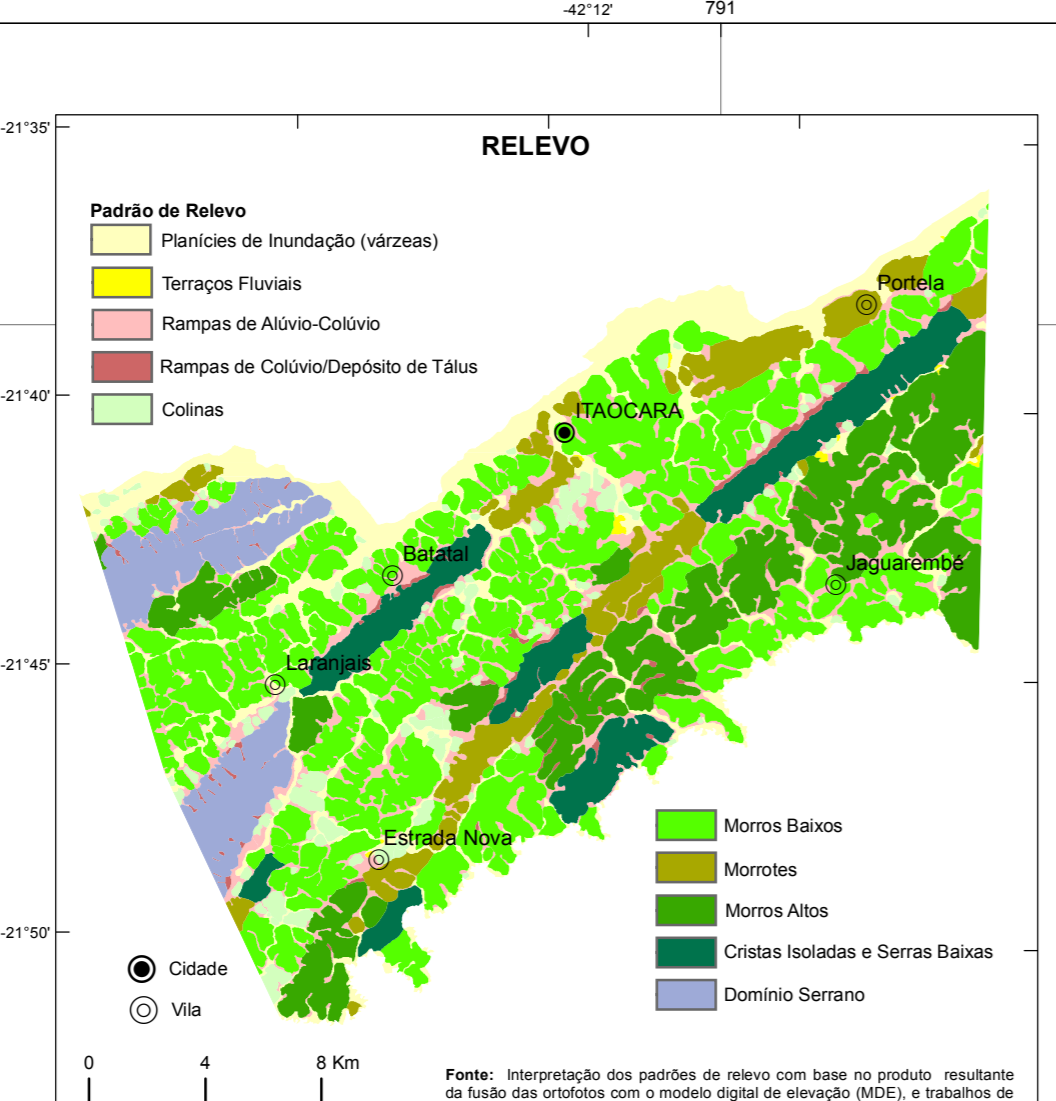 -42°12'
791
-21°35'
RELEVO
Padrão de Relevo
Planícies de Inundação (várzeas)
Terraços Fluviais
Rampas de Alúvio-Colúvio
Rampas de Colúvio/Depósito de Tálus
Colinas
-21°40'
Portela
ITAOCARA
Batatal
Jaguarembé
-21°45'
Laranjais
Estrada Nova
Morros Baixos
Morrotes
Morros Altos
Cristas Isoladas e Serras Baixas
Domínio Serrano
-21°50'
Cidade
Vila
0 4 8 Km
Fonte: Interpretação dos padrões de relevo com base no produto resultante
da fusão das ortofotos com o modelo digital de elevação (MDE), e trabalhos de